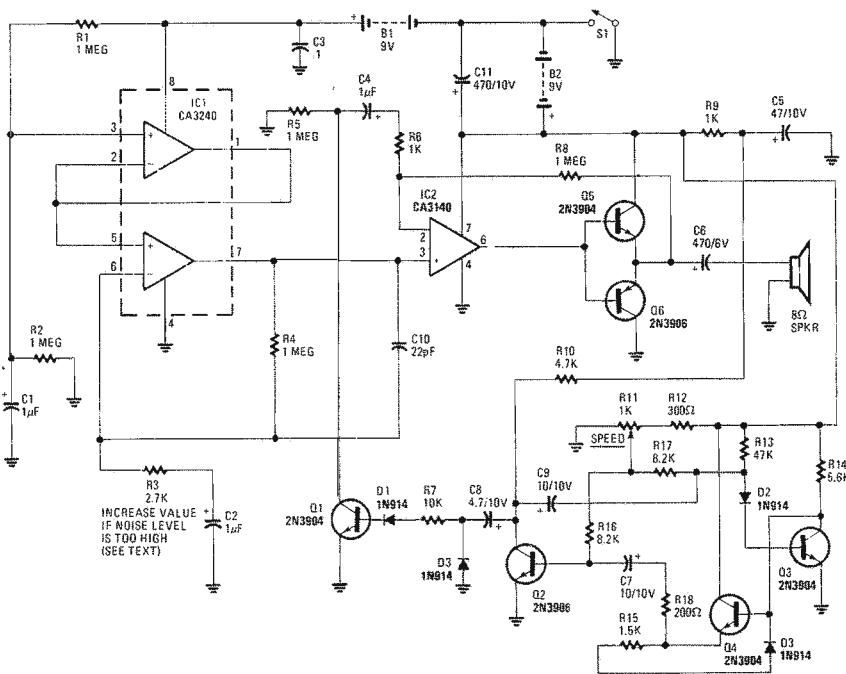 R1
1 MEG
C3
.1
B1
9V
S1
C11
470/10V
B2
9V
8
IC1
CA3240
C4
1µF
R5
1 MEG
R6
1K
R9
1K
C5
47/10V
3
2
1
R8
1 MEG
IC2
CA3140
Q5
2N3904
5
6
7
2
3
7
4
6
C6
470/6V
4
Q6
2N3906
8Ω
SPKR
R2
1 MEG
R4
1 MEG
C10
22pF
C1
1µF
R10
4.7K
R11
1K
R12
300Ω
SPEED
R17
8.2K
R13
47K
R14
5.6K
R3
2.7K
INCREASE VALUE
IF NOISE LEVEL
IS TOO HIGH
(SEE TEXT)
C2
1µF
Q1
2N3904
D1
1N914
R7
10K
C8
4.7/10V
C9
10/10V
D2
1N914
R16
8.2K
D3
1N914
Q2
2N3906
C7
10/10V
R18
200Ω
Q3
2N3904
R15
1.5K
Q4
2N3904
D3
1N914